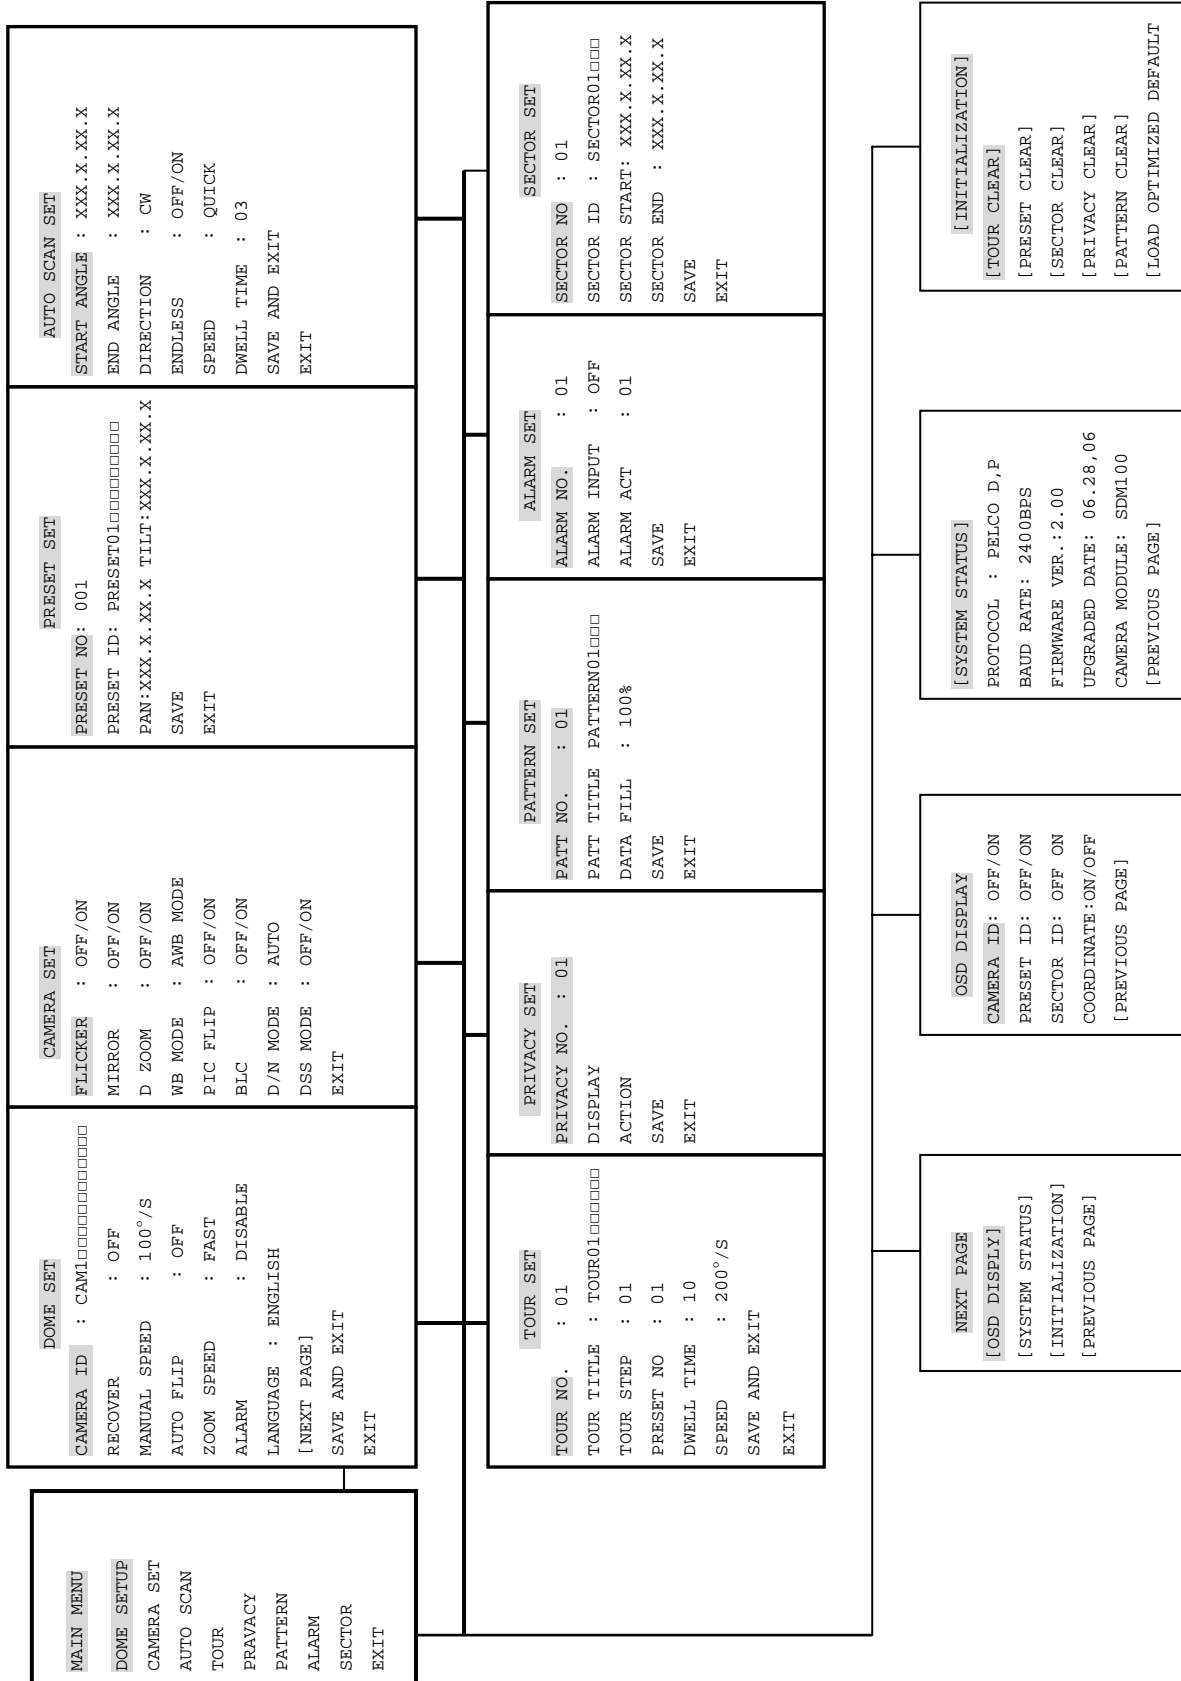 MAIN MENU
DOME SETUP
CAMERA SET
AUTO SCAN
TOUR
PRAVACY
PATTERN
ALARM
SECTOR
EXIT
DOME SET
CAMERA ID : CAM1□□□□□□□□□□□□
RECOVER : OFF
MANUAL SPEED : 100°/S
AUTO FLIP : OFF
ZOOM SPEED : FAST
ALARM : DISABLE
LANGUAGE : ENGLISH
[NEXT PAGE]
SAVE AND EXIT
EXIT
CAMERA SET
FLICKER : OFF/ON
MIRROR : OFF/ON
D ZOOM : OFF/ON
WB MODE : AWB MODE
PIC FLIP : OFF/ON
BLC : OFF/ON
D/N MODE : AUTO
DSS MODE : OFF/ON
EXIT
PRESET SET
PRESET NO: 001
PRESET ID: PRESET01□□□□□□□□□□
PAN:XXX.X.XX.X TILT:XXX.X.XX.X
SAVE
EXIT
AUTO SCAN SET
START ANGLE : XXX.X.XX.X
END ANGLE : XXX.X.XX.X
DIRECTION : CW
ENDLESS : OFF/ON
SPEED : QUICK
DWELL TIME : 03
SAVE AND EXIT
EXIT
TOUR SET
TOUR NO. : 01
TOUR TITLE : TOUR01□□□□□□□
TOUR STEP : 01
PRESET NO : 01
DWELL TIME : 10
SPEED : 200°/S
SAVE AND EXIT
EXIT
PRIVACY SET
PRIVACY NO. : 01
DISPLAY
ACTION
SAVE
EXIT
PATTERN SET
PATT NO. : 01
PATT TITLE PATTERN01□□□
DATA FILL : 100%
SAVE
EXIT
ALARM SET
ALARM NO. : 01
ALARM INPUT : OFF
ALARM ACT : 01
SAVE
EXIT
SECTOR SET
SECTOR NO : 01
SECTOR ID : SECTOR01□□□
SECTOR START: XXX.X.XX.X
SECTOR END : XXX.X.XX.X
SAVE
EXIT
NEXT PAGE
[OSD DISPLY]
[SYSTEM STATUS]
[INITIALIZATION]
[PREVIOUS PAGE]
OSD DISPLAY
CAMERA ID: OFF/ON
PRESET ID: OFF/ON
SECTOR ID: OFF ON
COORDINATE:ON/OFF
[PREVIOUS PAGE]
[SYSTEM STATUS]
PROTOCOL : PELCO D,P
BAUD RATE: 2400BPS
FIRMWARE VER.:2.00
UPGRADED DATE: 06.28,06
CAMERA MODULE: SDM100
[PREVIOUS PAGE]
[INITIALIZATION]
[TOUR CLEAR]
[PRESET CLEAR]
[SECTOR CLEAR]
[PRIVACY CLEAR]
[PATTERN CLEAR]
[LOAD OPTIMIZED DEFAULT